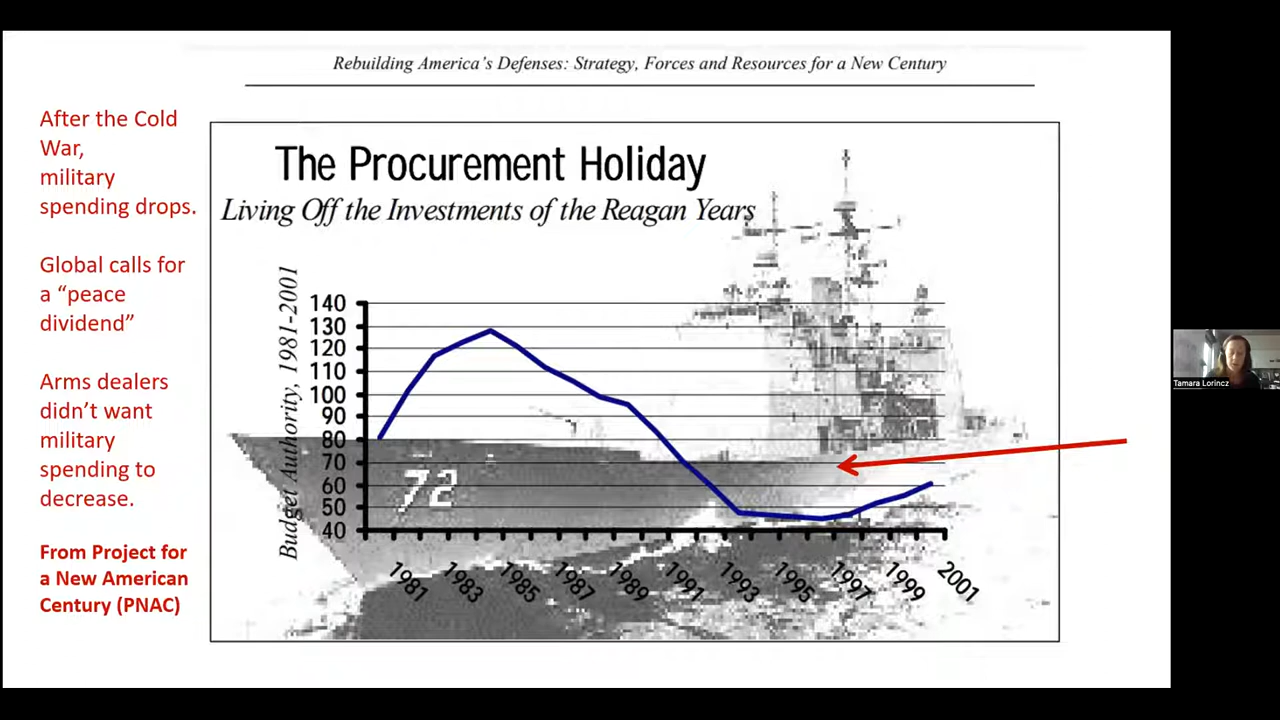 Rebuilding America's Defenses: Strategy, Forces and Resources for a New Century
After the Cold
War,
military
spending drops.
Global calls for
a “peace
dividend”
Arms dealers
didn’t want
military
spending to
decrease.
From Project for
a New American
Century (PNAC)
The Procurement Holiday
Living Off the Investments of the Reagan Years
Budget Authority, 1981-2001
140
130
120
110
100
90
80
70
60
50
40
72
1981
1983
1985
1987
1989
1991
1993
1995
1997
1999
2001
Tamara Lorincz